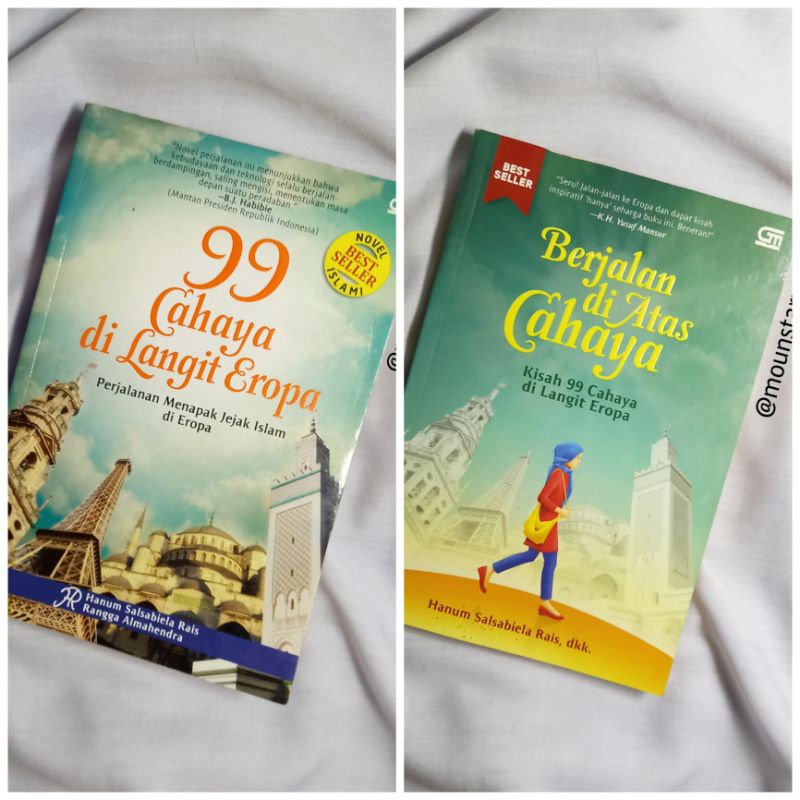 "Novel perjalanan ini menunjukkan bahwa
kebudayaan dan teknologi selalu berjalan
berdampingan, saling mengisi, menentukan masa
depan suatu peradaban."
—B.J. Habibie
(Mantan Presiden Republik Indonesia)
99
Cahaya
di Langit Eropa
NOVEL
BEST
SELLER
ISLAMI
Perjalanan Menapak Jejak Islam
di Eropa
Hanum Salsabiela Rais
Rangga Almahendra
BEST
SELLER
"Seru! Jalan-jalan ke Eropa dan dapat kisah
inspiratif 'hanya' seharga buku ini. Beneran!"
—K.H. Yusuf Mansur
Berjalan
di Atas
Cahaya
Kisah 99 Cahaya
di Langit Eropa
Hanum Salsabiela Rais, dkk.